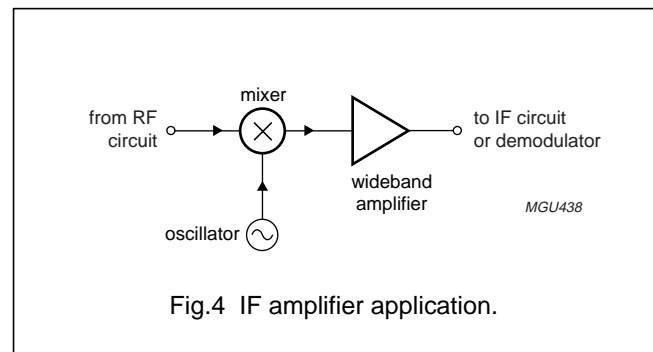 mixer
from RF
circuit
to IF circuit
or demodulator
wideband
amplifier
MGU438
oscillator
Fig.4 IF amplifier application.